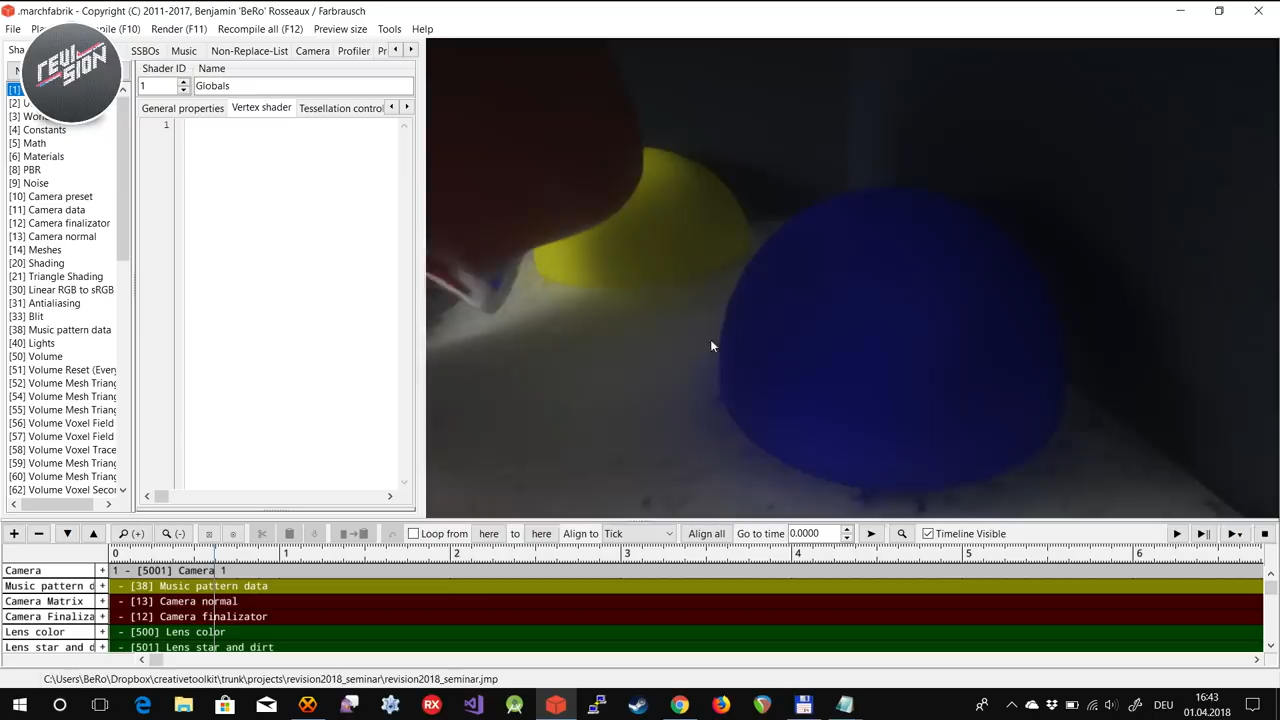 .marchfabrik - Copyright (C) 2011-2017, Benjamin 'BeRo' Rosseaux / Farbrausch
File
(F10)
Render (F11)
Recompile all (F12)
Preview size
Tools
Help
REVISION
SSBOs
Music
Non-Replace-List
Camera
Profiler
Pr
Shader ID
Name
1
Globals
General properties
Vertex shader
Tessellation control
1
[1]
[2] U
[3] Wor
[4] Constants
[5] Math
[6] Materials
[8] PBR
[9] Noise
[10] Camera preset
[11] Camera data
[12] Camera finalizator
[13] Camera normal
[14] Meshes
[20] Shading
[21] Triangle Shading
[30] Linear RGB to sRGB
[31] Antialiasing
[33] Blit
[38] Music pattern data
[40] Lights
[50] Volume
[51] Volume Reset (Every
[52] Volume Mesh Triang
[54] Volume Mesh Triang
[55] Volume Mesh Triang
[56] Volume Voxel Field
[57] Volume Voxel Field
[58] Volume Voxel Trace
[59] Volume Mesh Triang
[60] Volume Mesh Triang
[62] Volume Voxel Secor
(+)
(-)
Loop from
here
to
here
Align to
Tick
Align all
Go to time
0.0000
Timeline Visible
0 1 2 3 4 5 6
Camera + 1 - [5001] Camera 1
Music pattern d + - [38] Music pattern data
Camera Matrix + - [13] Camera normal
Camera Finaliza + - [12] Camera finalizator
Lens color + - [500] Lens color
Lens star and d + - [501] Lens star and dirt
C:\Users\BeRo\Dropbox\creativetoolkit\trunk\projects\revision2018_seminar\revision2018_seminar.jmp
RX
DEU
16:43
01.04.2018